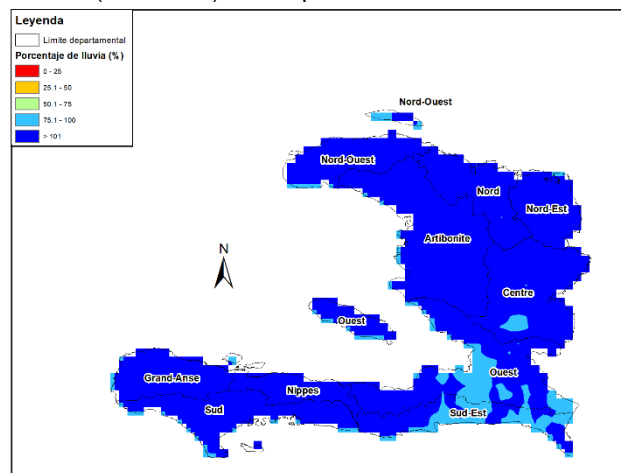 Leyenda
Límite departamental
Porcentaje de lluvia (%)
0 - 25
25.1 - 50
50.1 - 75
75.1 - 100
> 101
Nord-Ouest
Nord-Ouest
Nord
Nord-Est
Artibonite
N
Centre
Ouest
Ouest
Grand-Anse
Nippes
Sud
Sud-Est